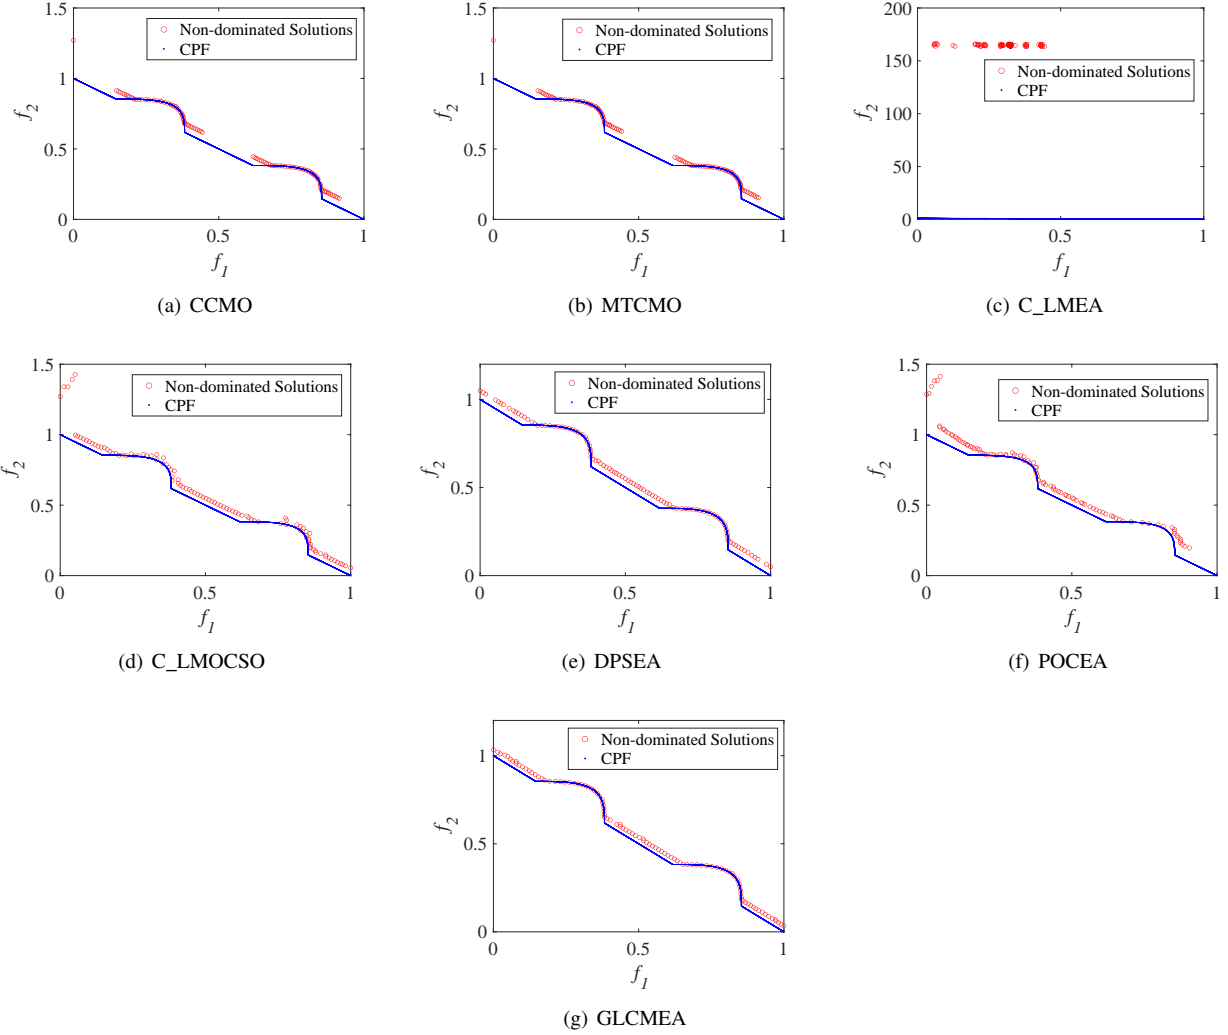 1.5
1
0.5
0
0
0.5
1
f2
f1
Non-dominated Solutions
CPF
(a) CCMO
1.5
1
0.5
0
0
0.5
1
f2
f1
Non-dominated Solutions
CPF
(b) MTCMO
200
150
100
50
0
0
0.5
1
f2
f1
Non-dominated Solutions
CPF
(c) C_LMEA
1.5
1
0.5
0
0
0.5
1
f2
f1
Non-dominated Solutions
CPF
(d) C_LMOCSO
1
0.5
0
0
0.5
1
f2
f1
Non-dominated Solutions
CPF
(e) DPSEA
1.5
1
0.5
0
0
0.5
1
f2
f1
Non-dominated Solutions
CPF
(f) POCEA
1
0.5
0
0
0.5
1
f2
f1
Non-dominated Solutions
CPF
(g) GLCMEA